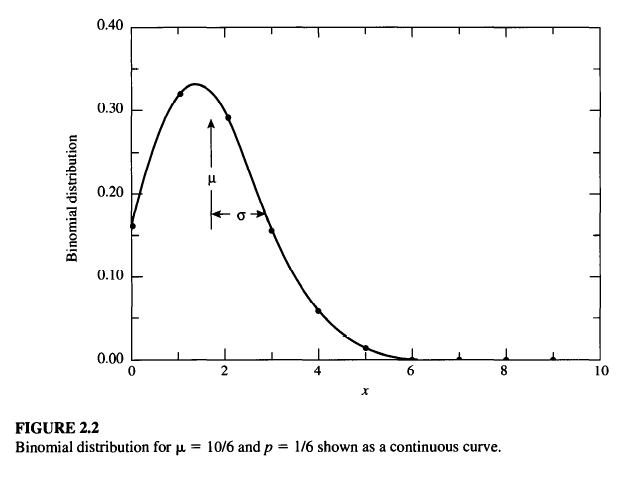 0.40
0.30
0.20
0.10
0.00
Binomial distribution
μ
σ
0 2 4 6 8 10
x
FIGURE 2.2
Binomial distribution for μ = 10/6 and p = 1/6 shown as a continuous curve.